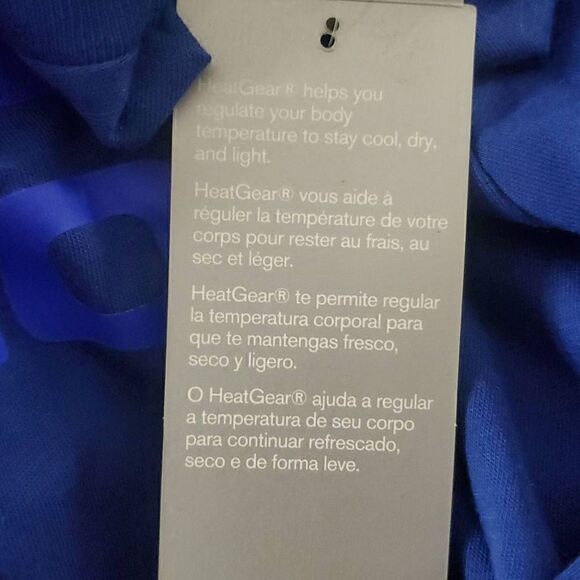 HeatGear® helps you
regulate your body
temperature to stay cool, dry,
and light.
HeatGear® vous aide à
réguler la température de votre
corps pour rester au frais, au
sec et léger.
HeatGear® te permite regular
la temperatura corporal para
que te mantengas fresco,
seco y ligero.
O HeatGear® ajuda a regular
a temperatura de seu corpo
para continuar refrescado,
seco e de forma leve.